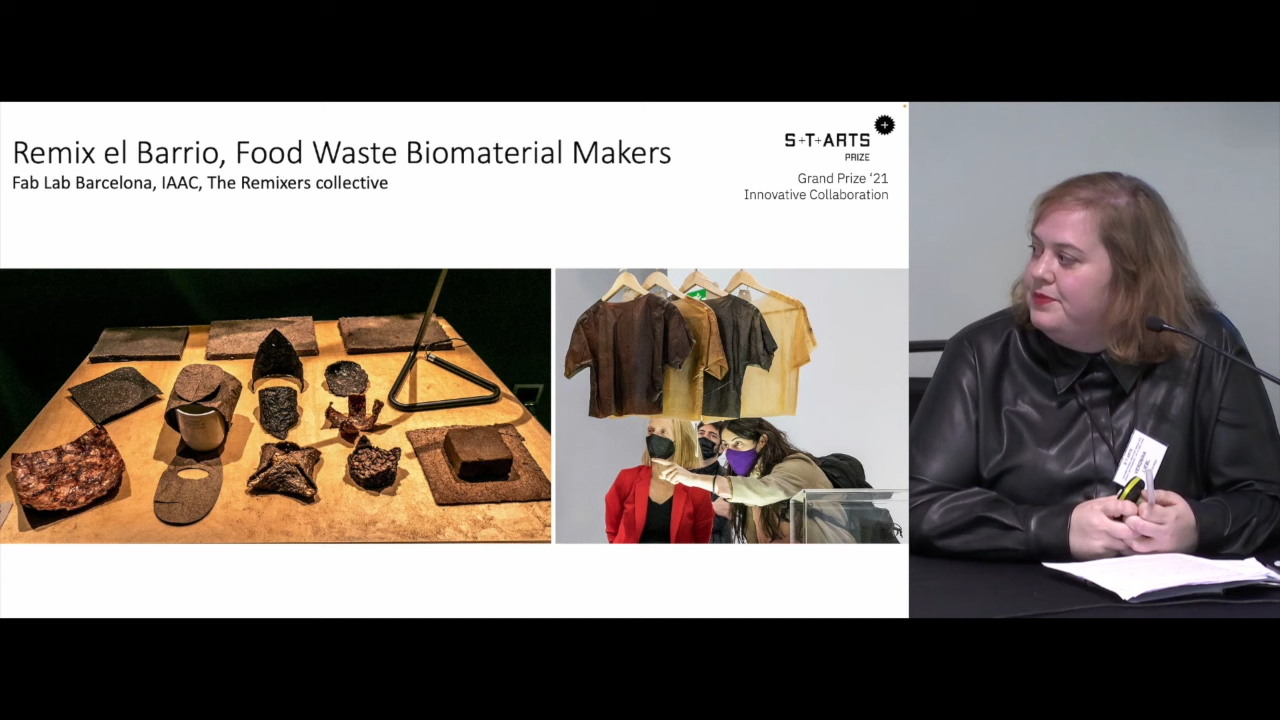 Remix el Barrio, Food Waste Biomaterial Makers
Fab Lab Barcelona, IAAC, The Remixers collective
S+T+ARTS
PRIZE
Grand Prize ‘21
Innovative Collaboration
VERONIKA